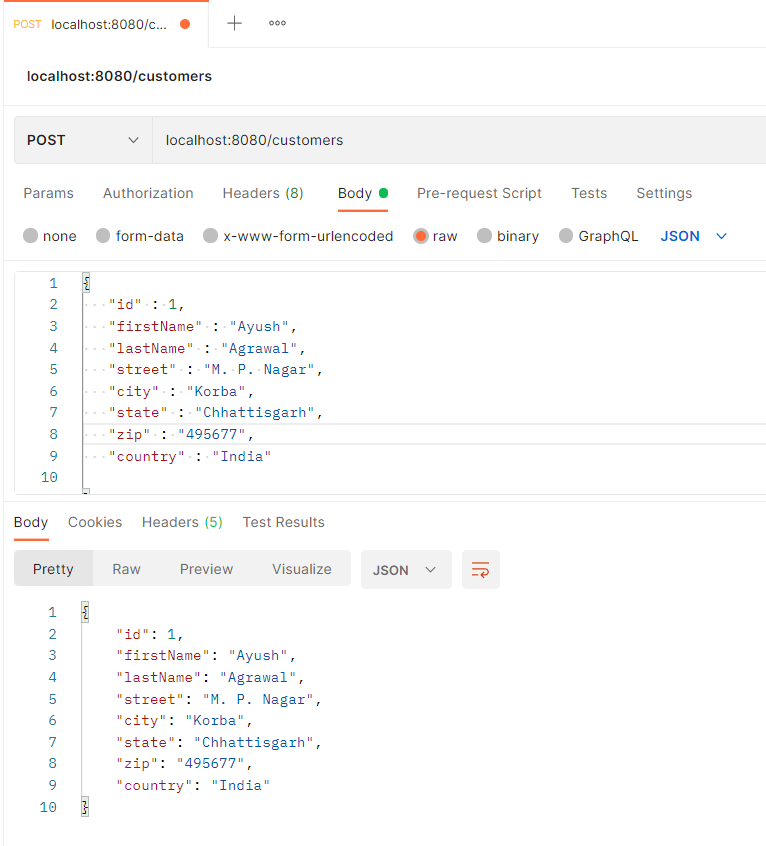 POST localhost:8080/c...
localhost:8080/customers
POST localhost:8080/customers
Params Authorization Headers (8) Body Pre-request Script Tests Settings
none form-data x-www-form-urlencoded raw binary GraphQL JSON
1 {
2 "id" : 1,
3 "firstName" : "Ayush",
4 "lastName" : "Agrawal",
5 "street" : "M. P. Nagar",
6 "city" : "Korba",
7 "state" : "Chhattisgarh",
8 "zip" : "495677",
9 "country" : "India"
10
Body Cookies Headers (5) Test Results
Pretty Raw Preview Visualize JSON
1 {
2 "id": 1,
3 "firstName": "Ayush",
4 "lastName": "Agrawal",
5 "street": "M. P. Nagar",
6 "city": "Korba",
7 "state": "Chhattisgarh",
8 "zip": "495677",
9 "country": "India"
10 }